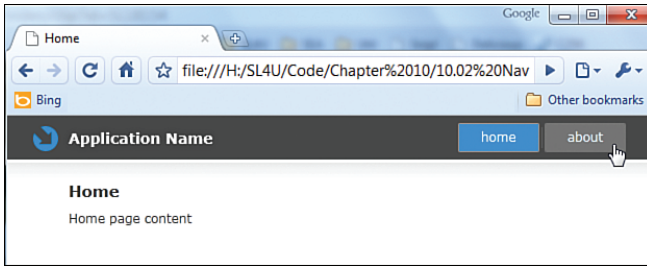 Google
Home
file:///H:/SL4U/Code/Chapter%2010/10.02%20Nav
Bing
Other bookmarks
Application Name
home
about
Home
Home page content